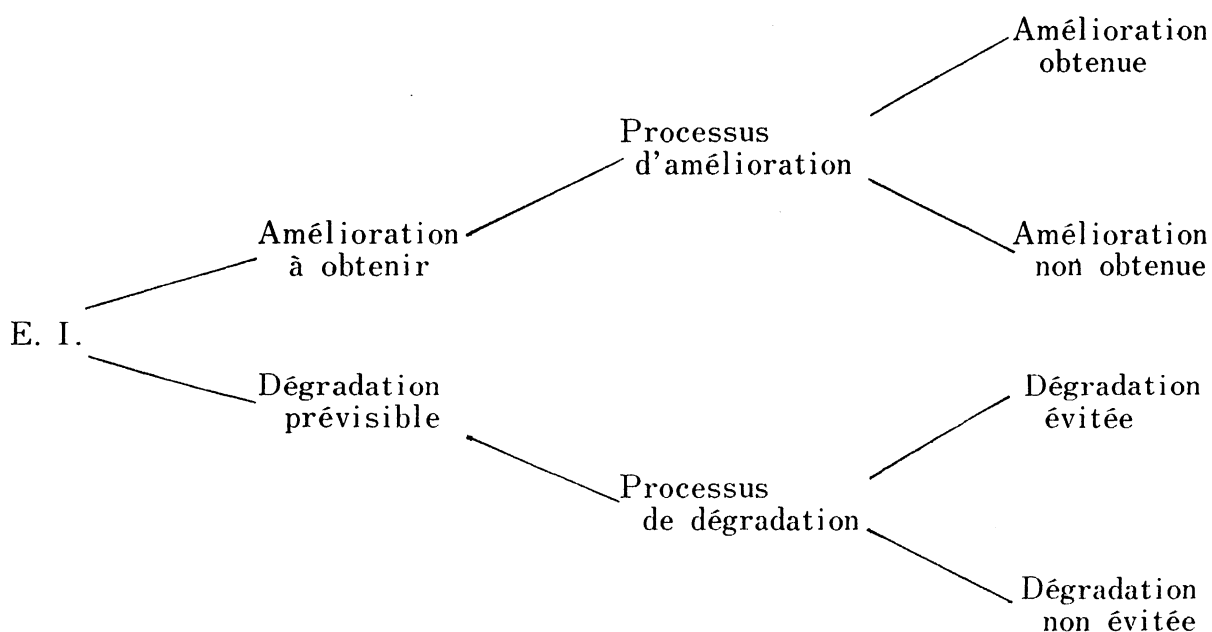 Amélioration
obtenue
Processus
d'amélioration
Amélioration
à obtenir
Amélioration
non obtenue
E. I.
Dégradation
prévisible
Dégradation
évitée
Processus
de dégradation
Dégradation
non évitée